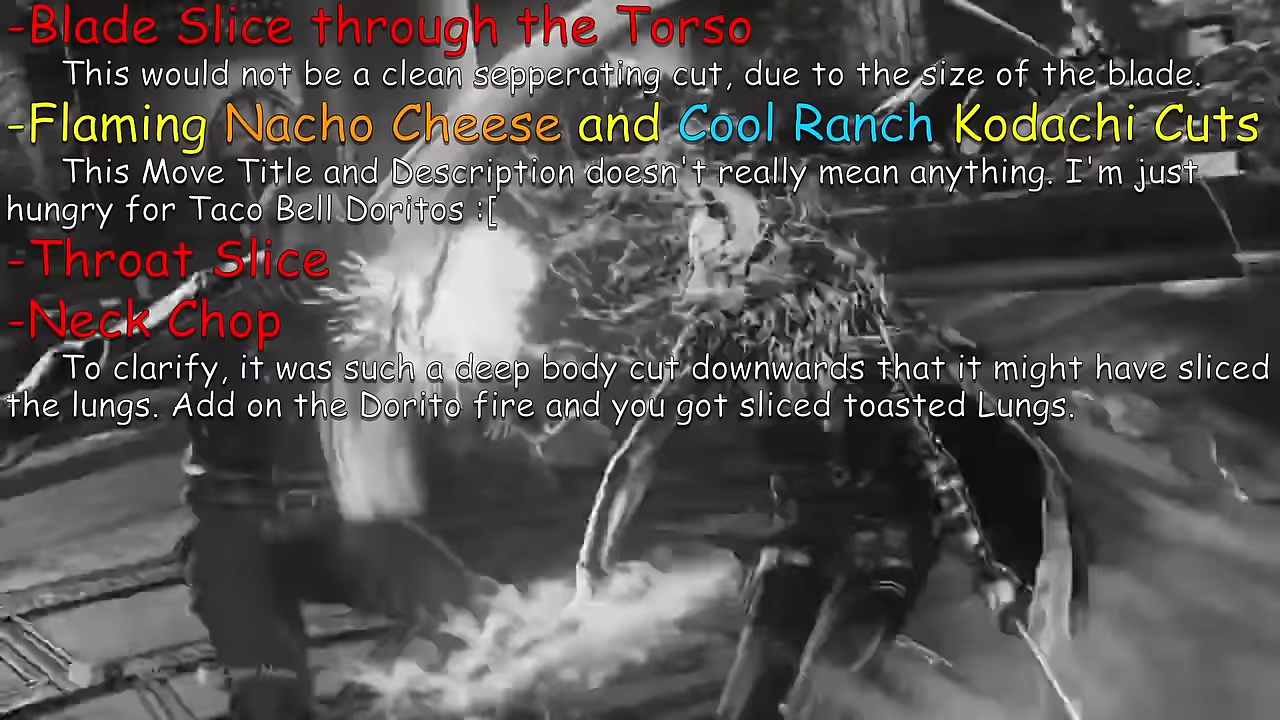 -Blade Slice through the Torso
This would not be a clean sepperating cut, due to the size of the blade.
-Flaming Nacho Cheese and Cool Ranch Kodachi Cuts
This Move Title and Description doesn't really mean anything. I'm just
hungry for Taco Bell Doritos :[
-Throat Slice
-Neck Chop
To clarify, it was such a deep body cut downwards that it might have sliced
the lungs. Add on the Dorito fire and you got sliced toasted Lungs.